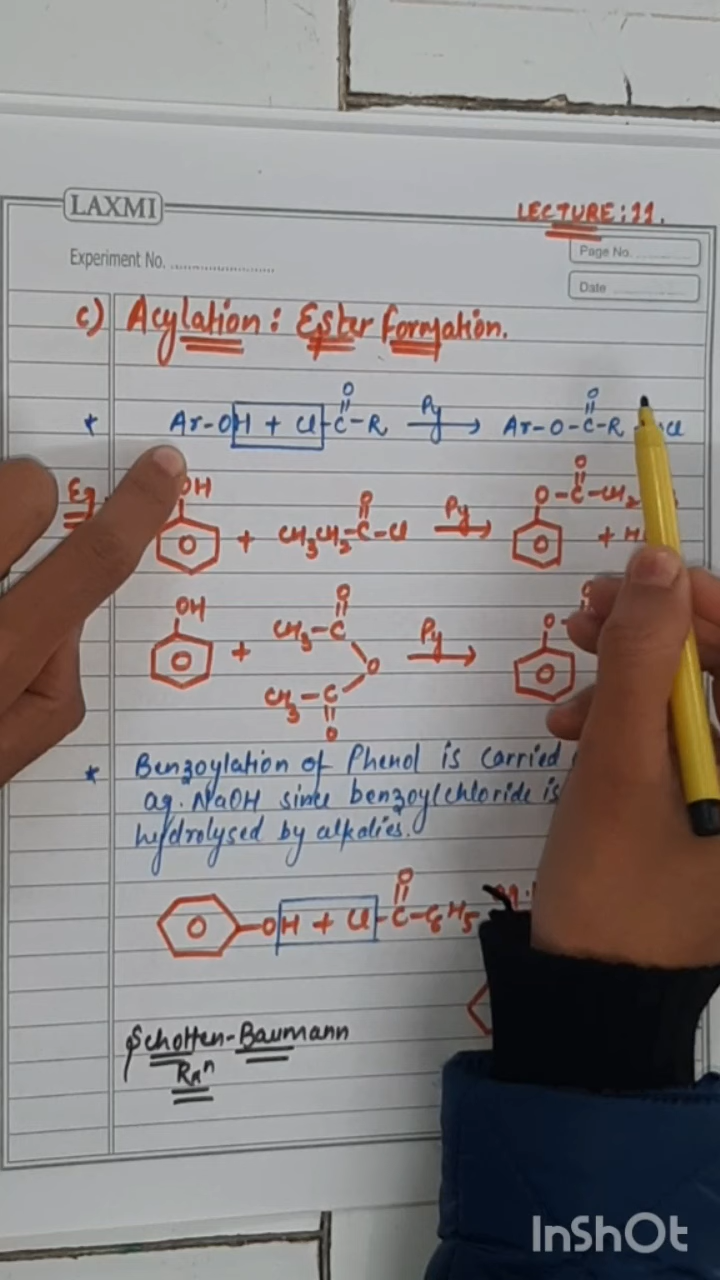 LAXMI
LECTURE: 11.
Experiment No.
Page No.
Date
c) Acylation: Ester Formation.
* Ar-OH + Cl-C-R Py Ar-O-C-R Cl
O O
Eg OH O O-C-CH2
+ CH3CH2-C-Cl Py + H
OH O
+ CH3-C Py O-
O
CH3-C
O
* Benzoylation of Phenol is carried
aq. NaOH since benzoylchloride is
hydrolysed by alkalies.
O
-OH + Cl-C-C6H5
Schotten-Baumann
Rxn
InShOt